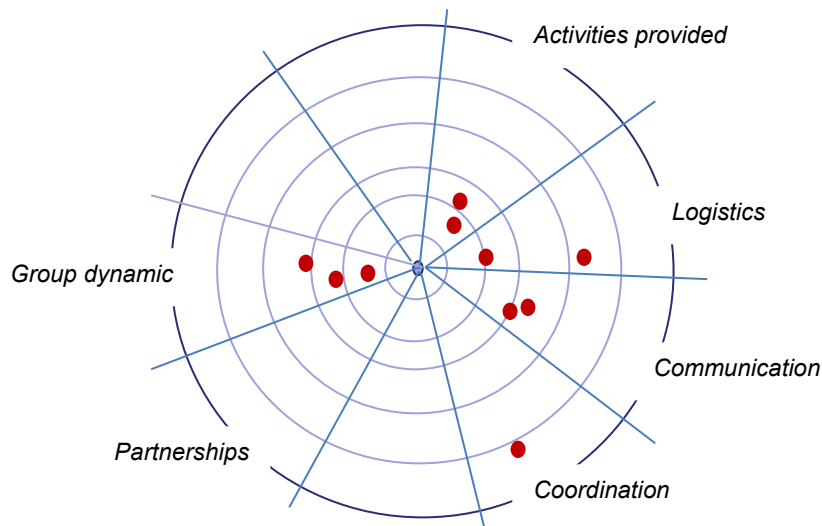 Activities provided
Logistics
Group dynamic
Communication
Partnerships
Coordination